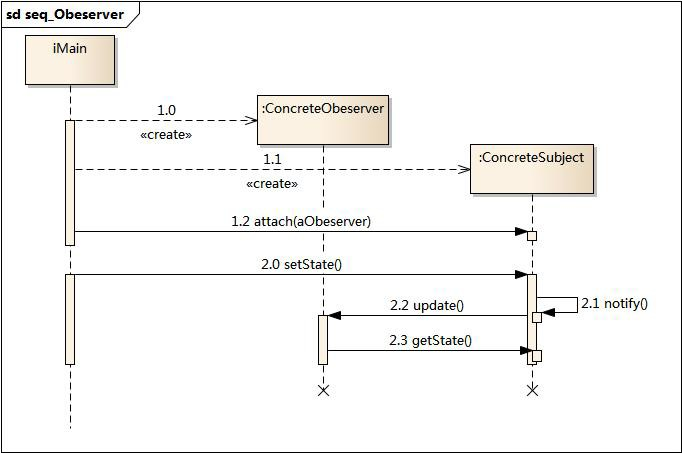 sd seq_Obeserver
iMain
1.0
«create»
:ConcreteObeserver
1.1
«create»
:ConcreteSubject
1.2 attach(aObeserver)
2.0 setState()
2.1 notify()
2.2 update()
2.3 getState()